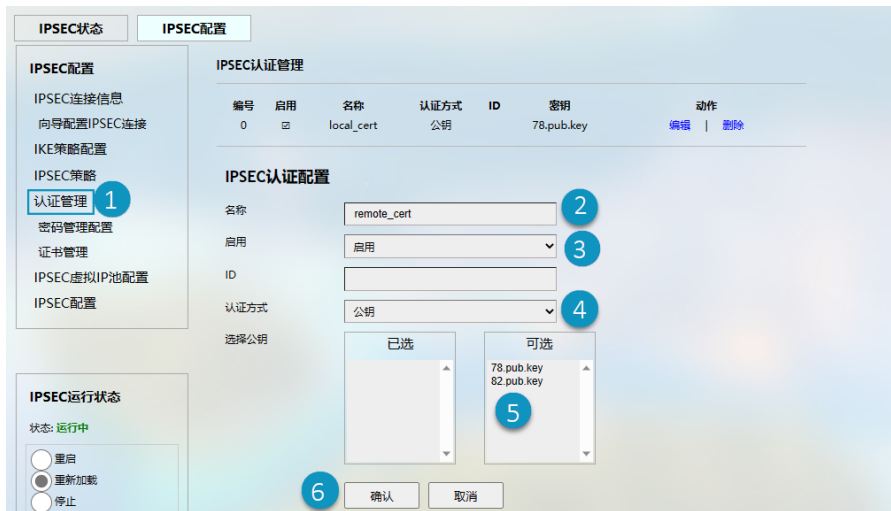 IPSEC状态 IPSEC配置
IPSEC配置
IPSEC连接信息
向导配置IPSEC连接
IKE策略配置
IPSEC策略
认证管理 1
密码管理配置
证书管理
IPSEC虚拟IP池配置
IPSEC配置
IPSEC运行状态
状态: 运行中
重启
重新加载
停止
IPSEC认证管理
编号 启用 名称 认证方式 ID 密钥 动作
0 local_cert 公钥 78.pub.key 编辑 | 删除
IPSEC认证配置
名称 remote_cert 2
启用 启用 3
ID
认证方式 公钥 4
选择公钥 已选 可选
78.pub.key
82.pub.key
5
6 确认 取消